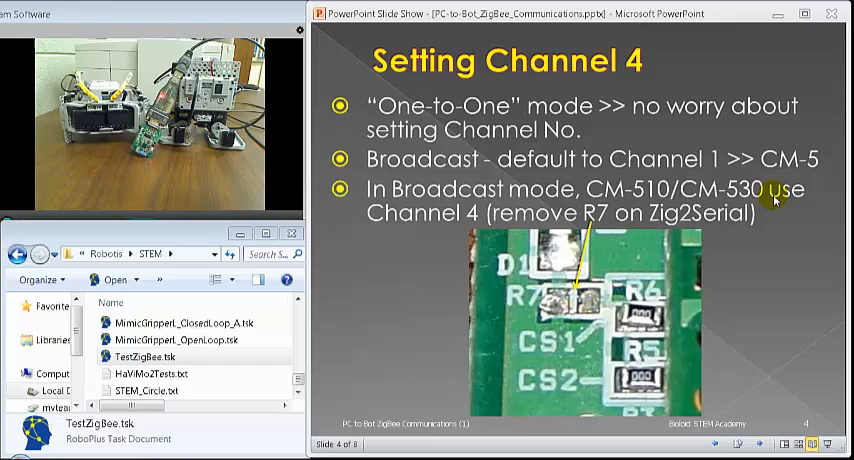 am Software
PowerPoint Slide Show - [PC-to-Bot_ZigBee_Communications.pptx] - Microsoft PowerPoint
Setting Channel 4
"One-to-One" mode >> no worry about
setting Channel No.
Broadcast - default to Channel 1 >> CM-5
In Broadcast mode, CM-510/CM-530 use
Channel 4 (remove R7 on Zig2Serial)
D1
R7
R6
CS1
R5
CS2
PC to Bot ZigBee Communications (1)
Bioloid STEM Academy
4
Slide 4 of 8
Robotis
STEM
Search S...
Organize
Open
Favorite
Libraries
Comput
Local D
myteam
Name
MimicGripperL_ClosedLoop_A.tsk
MimicGripperL_OpenLoop.tsk
TestZigBee.tsk
HaViMo2Tests.txt
STEM_Circle.txt
TestZigBee.tsk
RoboPlus Task Document